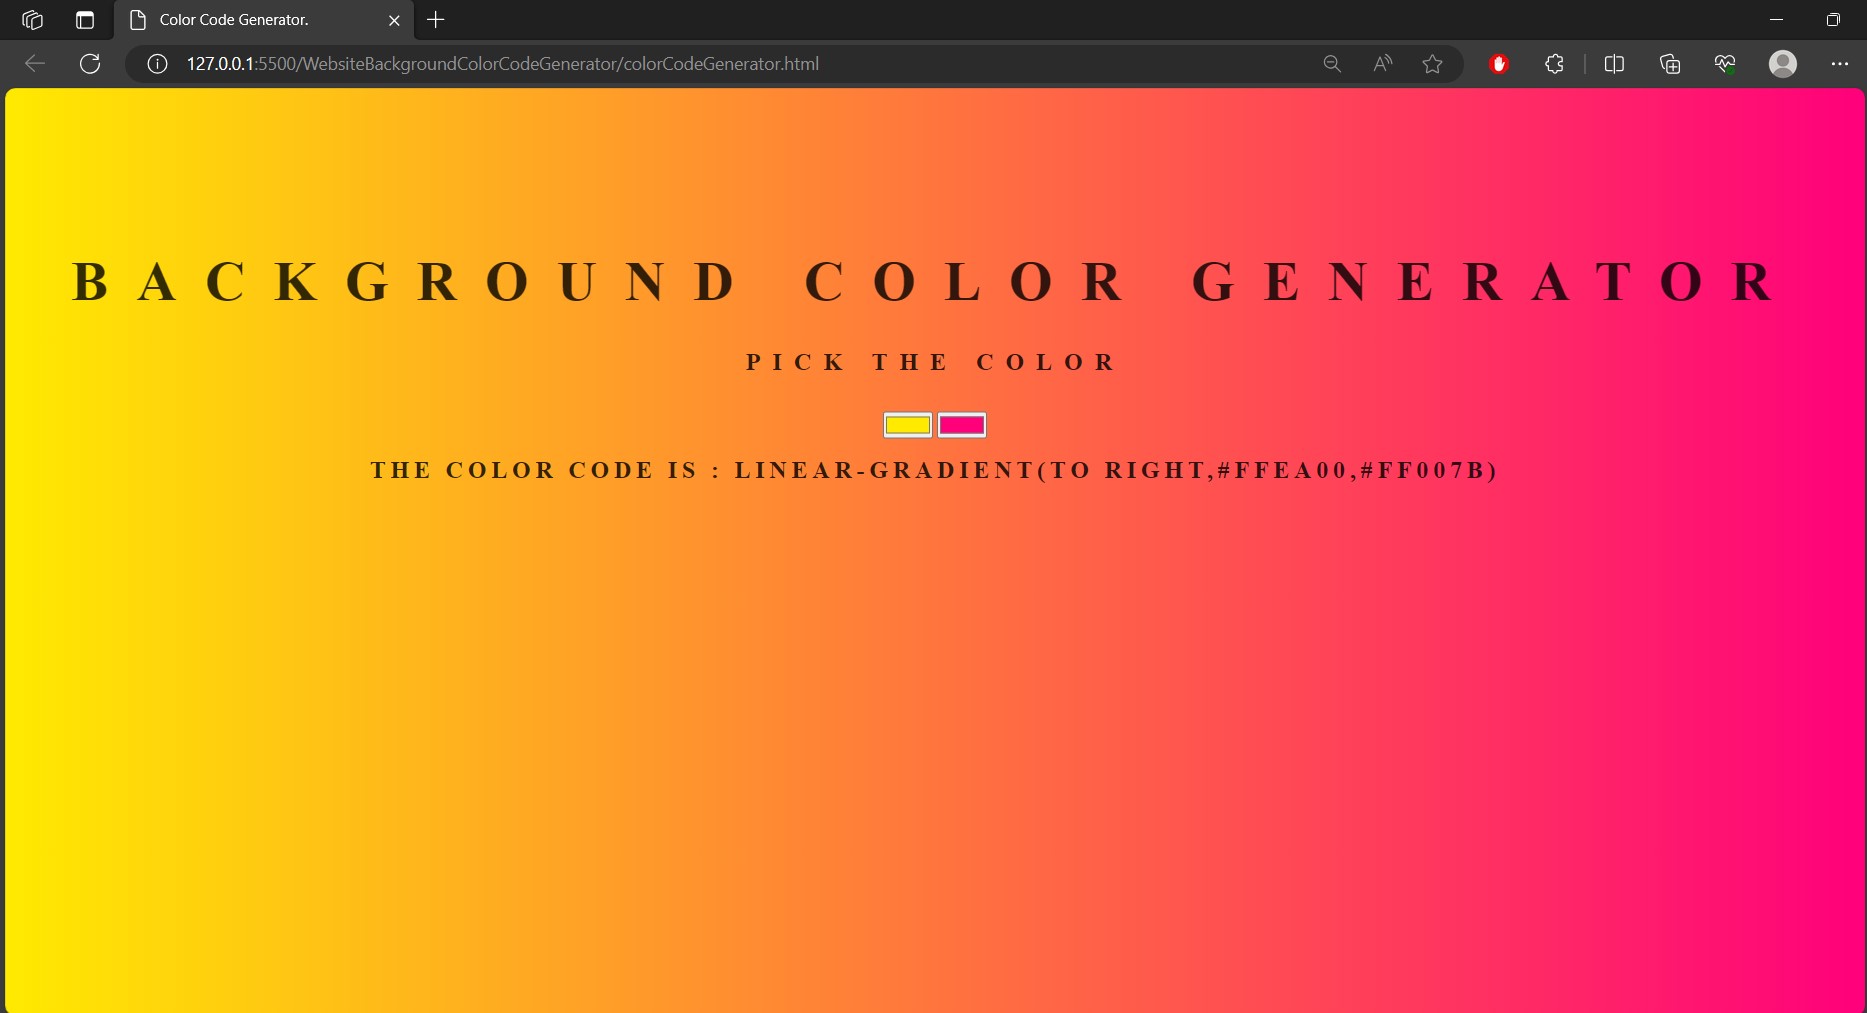 Color Code Generator.
127.0.0.1:5500/WebsiteBackgroundColorCodeGenerator/colorCodeGenerator.html
BACKGROUND COLOR GENERATOR
PICK THE COLOR
THE COLOR CODE IS : LINEAR-GRADIENT(TO RIGHT,#FFEA00,#FF007B)